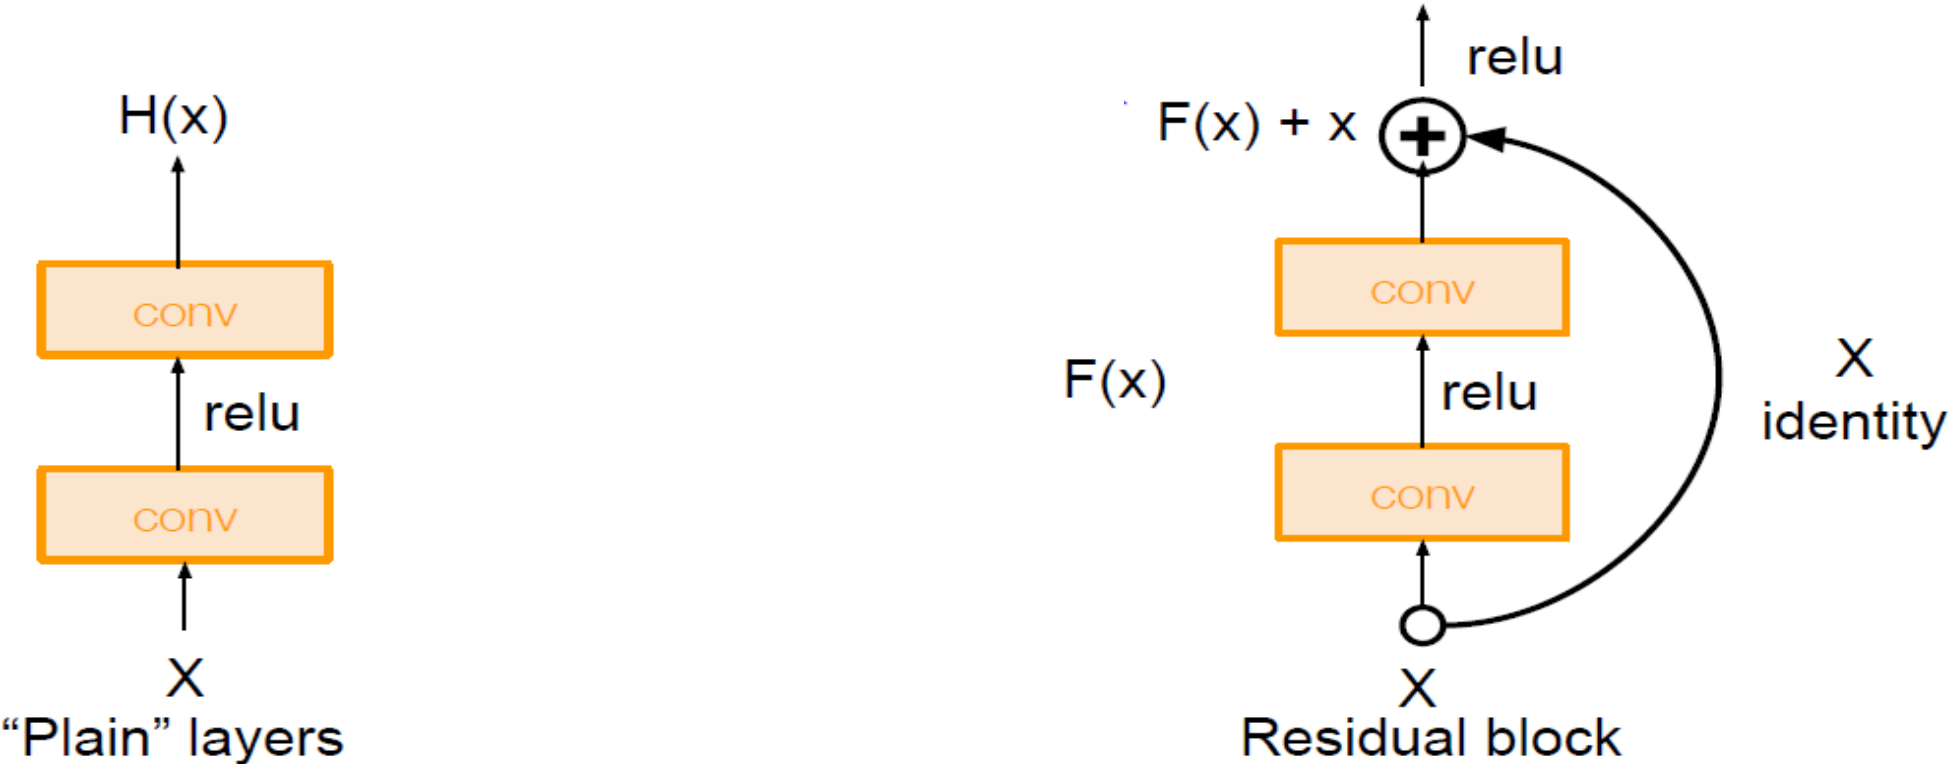 H(x)
conv
relu
conv
X
“Plain” layers
relu
F(x) + x
conv
F(x)
relu
conv
X
identity
X
Residual block